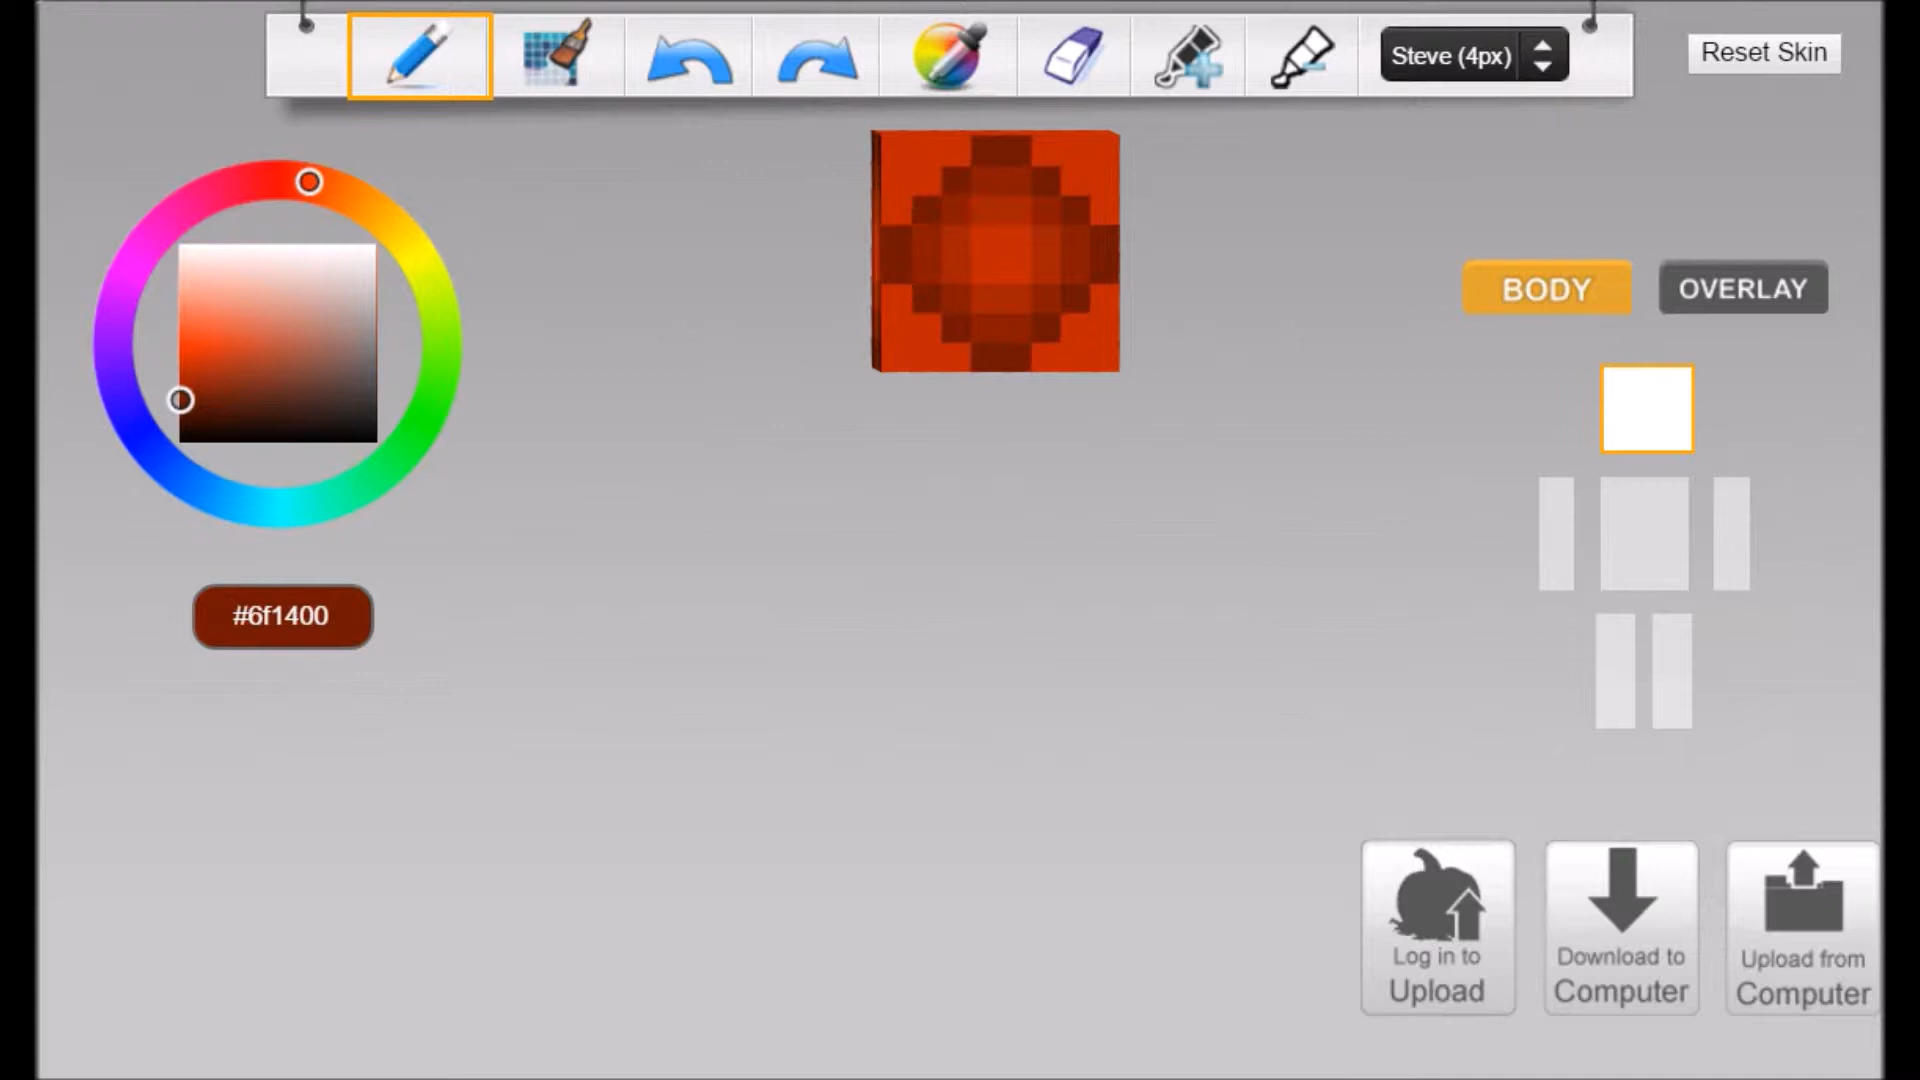 Steve (4px)
Reset Skin
BODY
OVERLAY
#6f1400
Log in to
Upload
Download to
Computer
Upload from
Computer